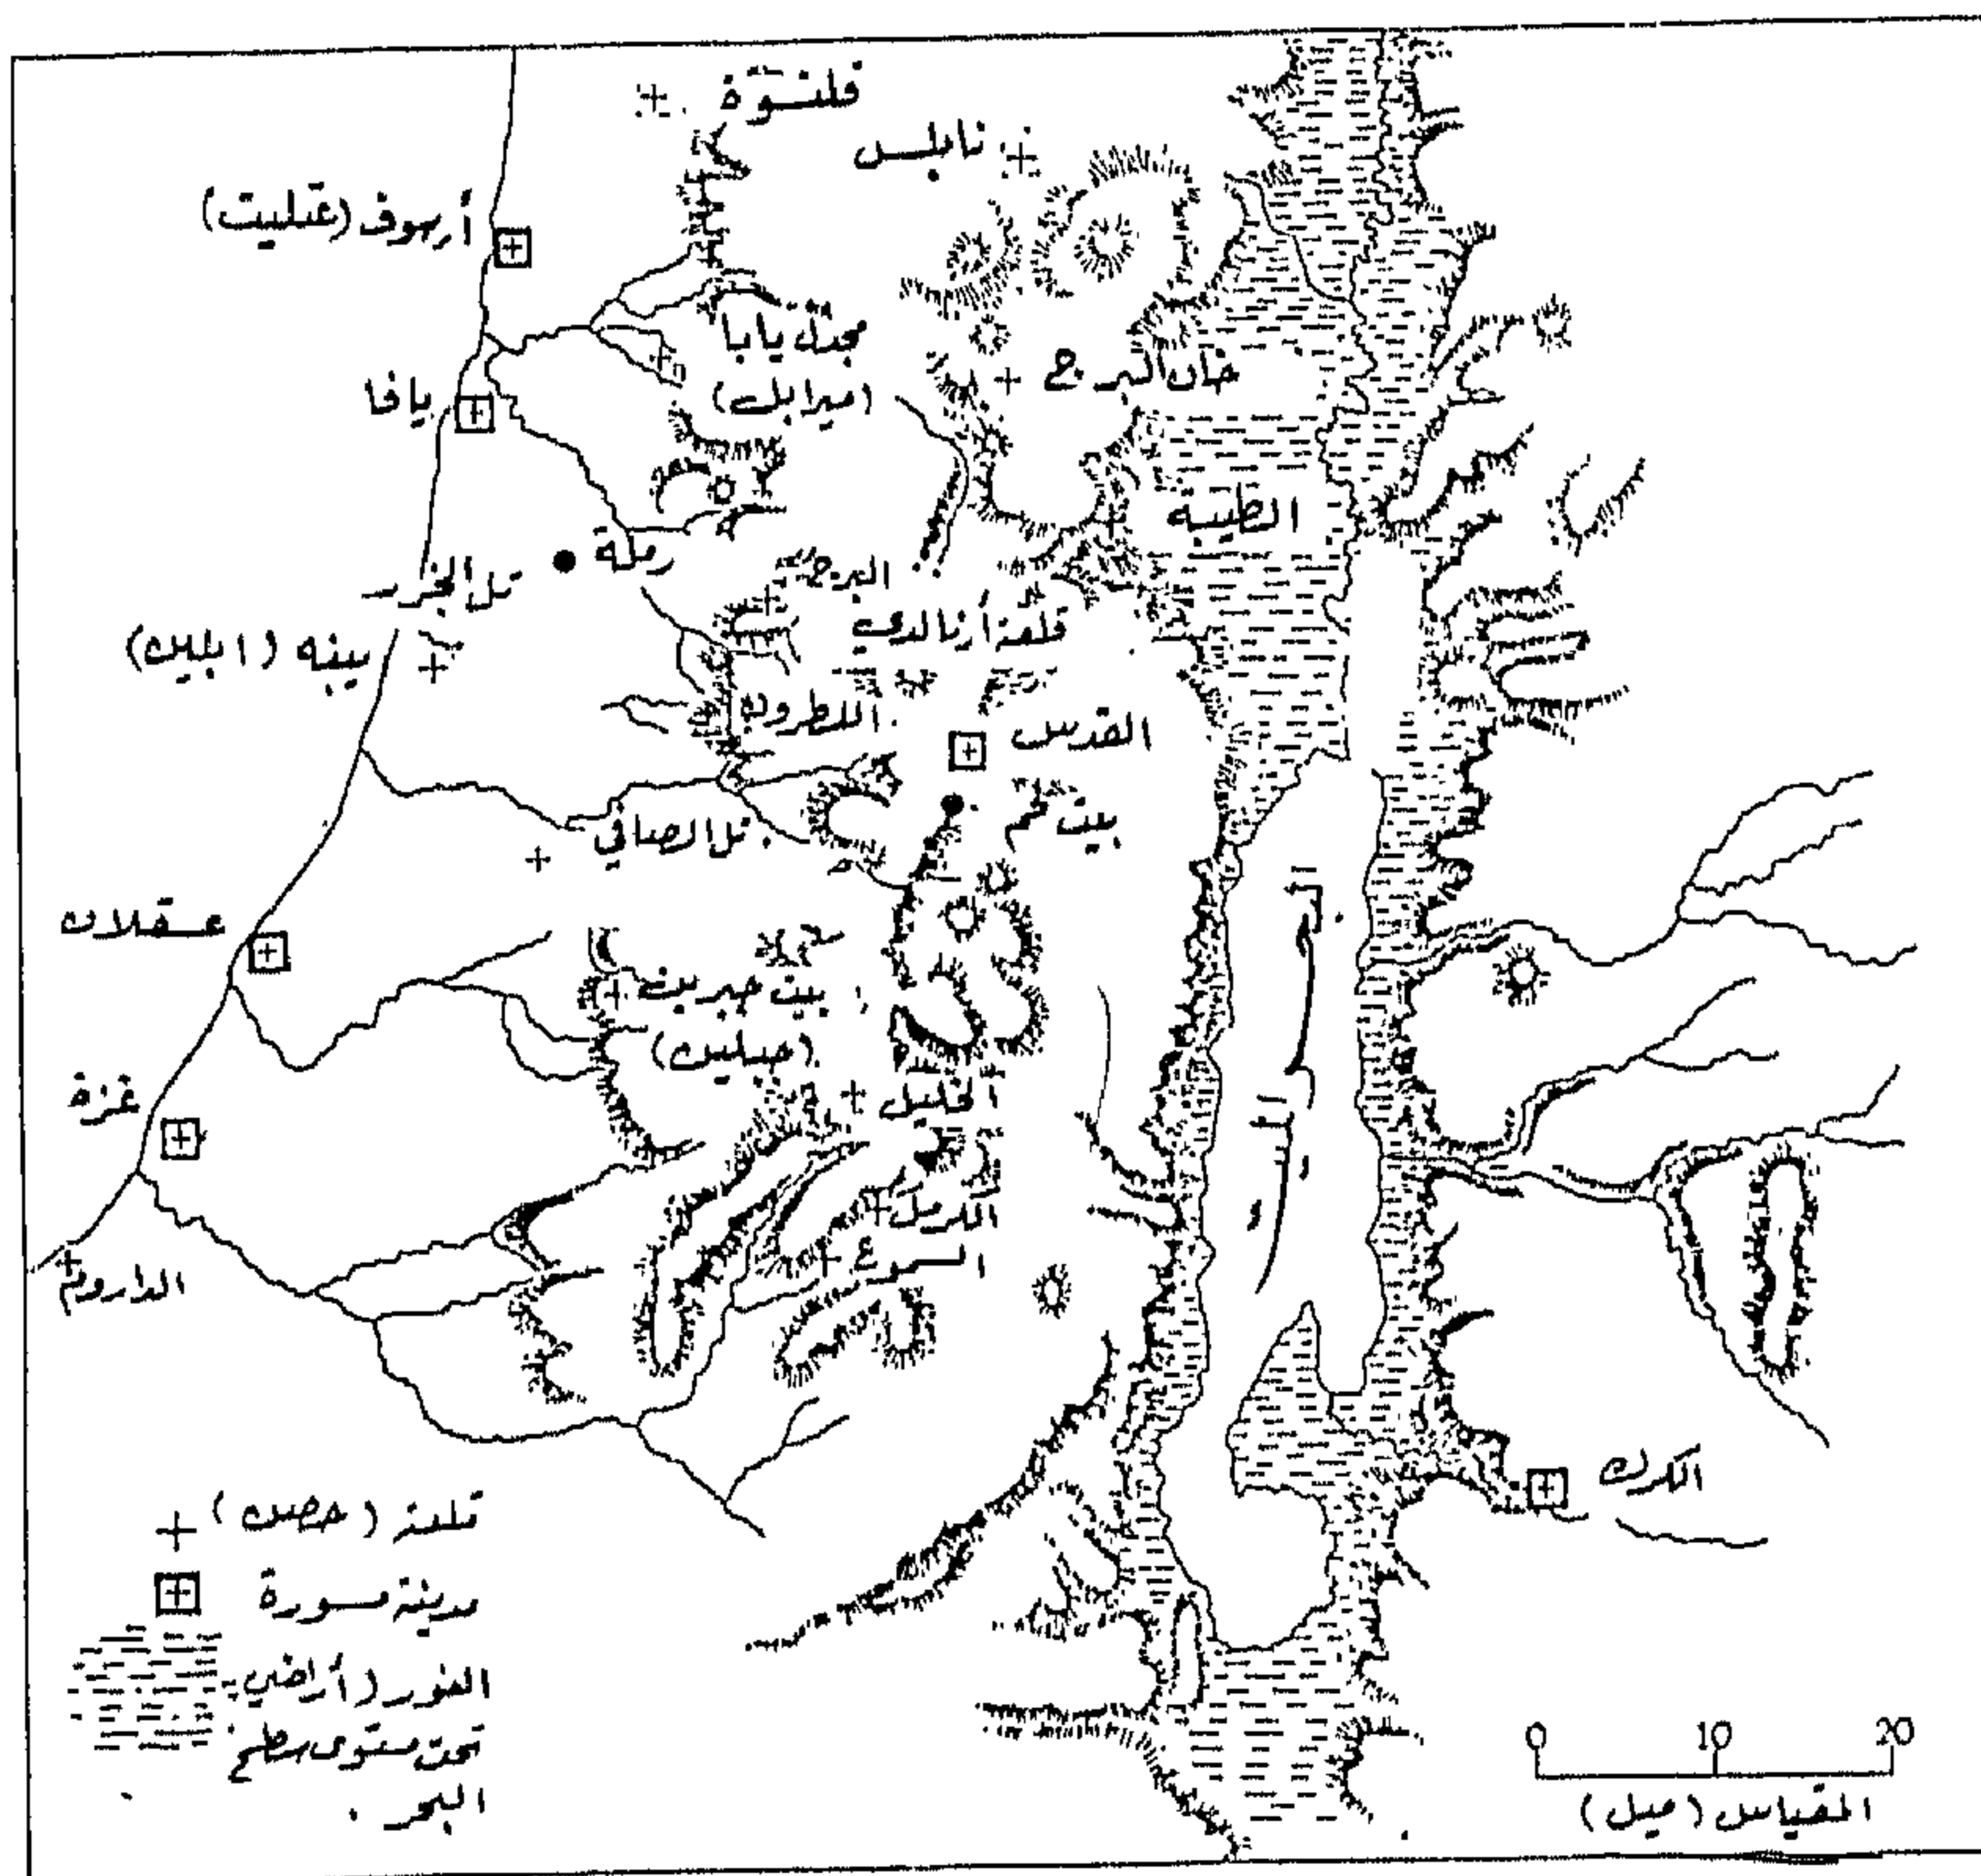 قلنسوة
نابلس
أرسوف (عتليت)
مجدل يابا
(ميرابل)
خان البرج
يافا
الطيبة
رملة
تل الجزر
البرج
قلعة أرنالدي
يبنه (ابلين)
اللطرون
القدس
بيت لحم
تل الصافي
عسقلان
بيت جبرين
(جبلين)
الخليل
غزة
الكرمل
السموع
الداروم
الكرك
قلعة (حصن)
مدينة مسورة
الغور (أراضي
تحت مستوى سطح
البحر.
0 10 20
المقياس (ميل)